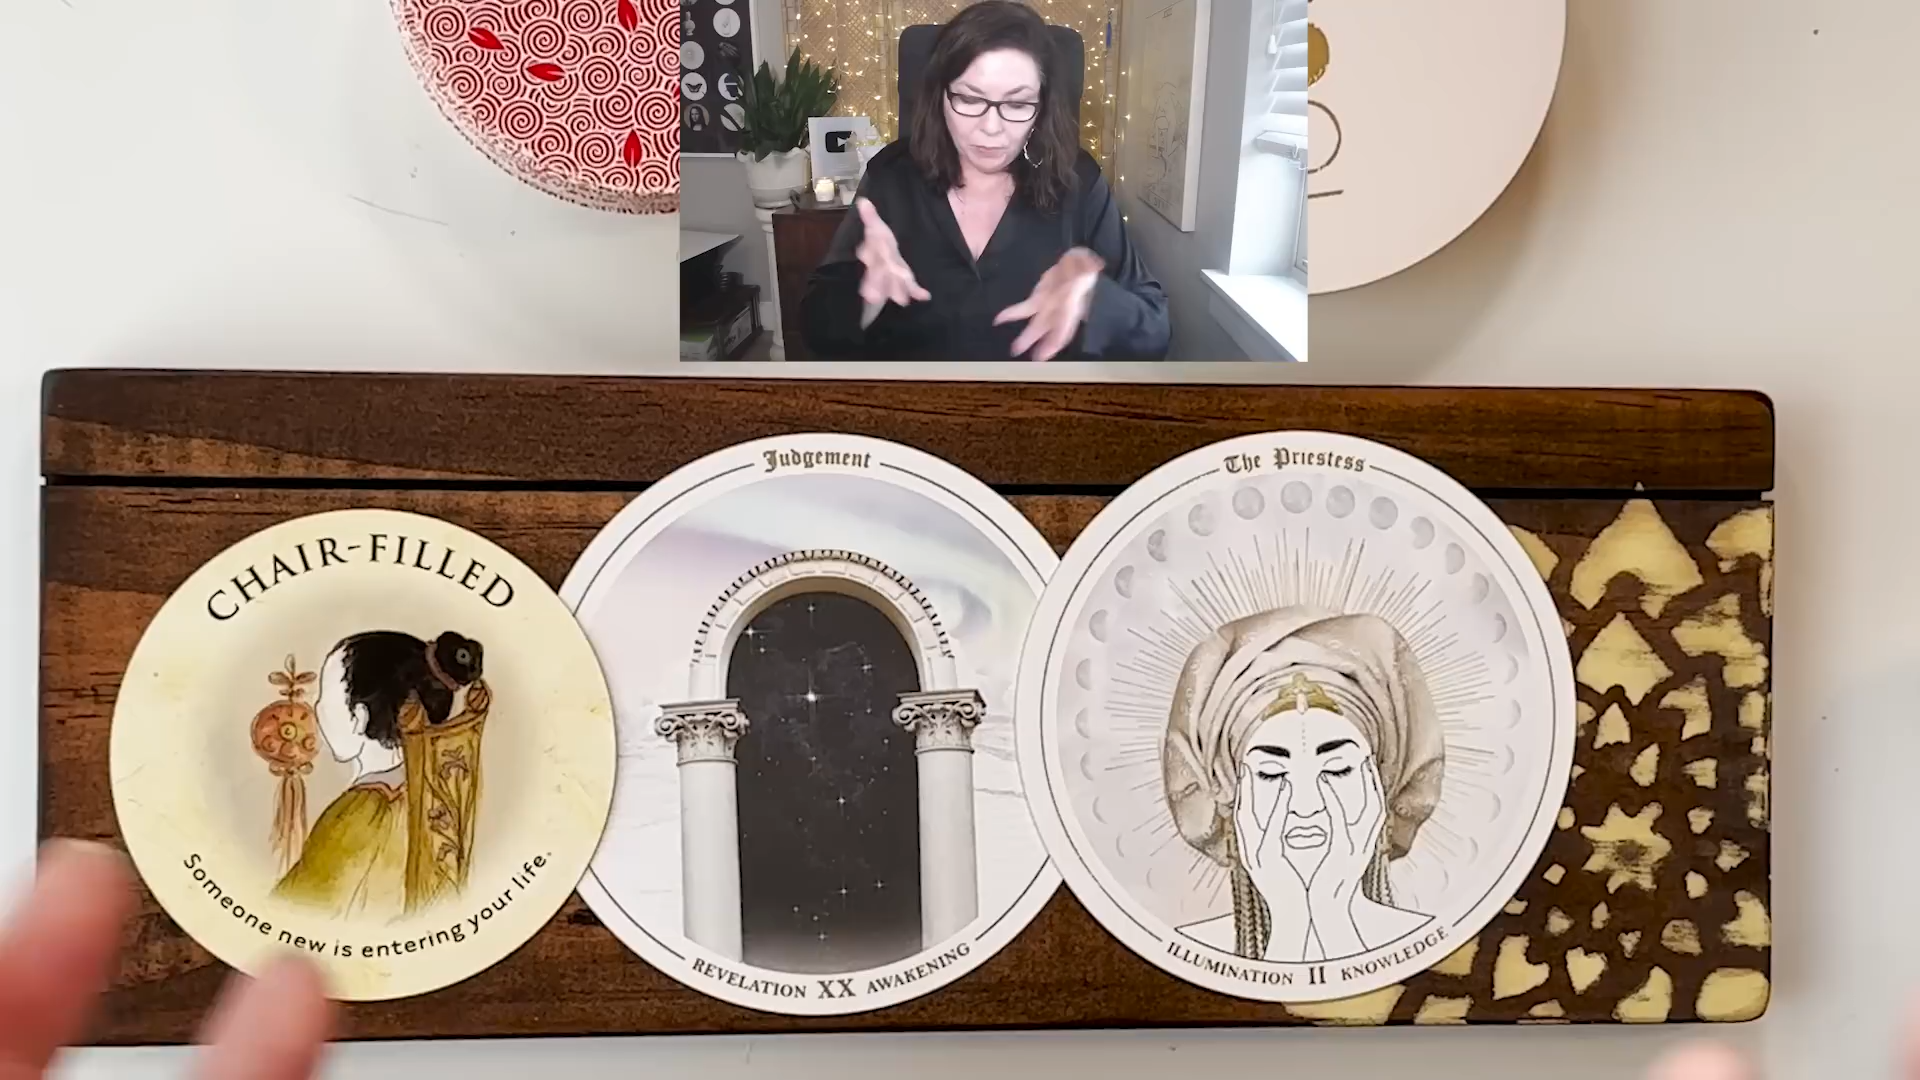 CHAIR-FILLED
Someone new is entering your life.
Judgement
REVELATION XX AWAKENING
The Priestess
ILLUMINATION II KNOWLEDGE